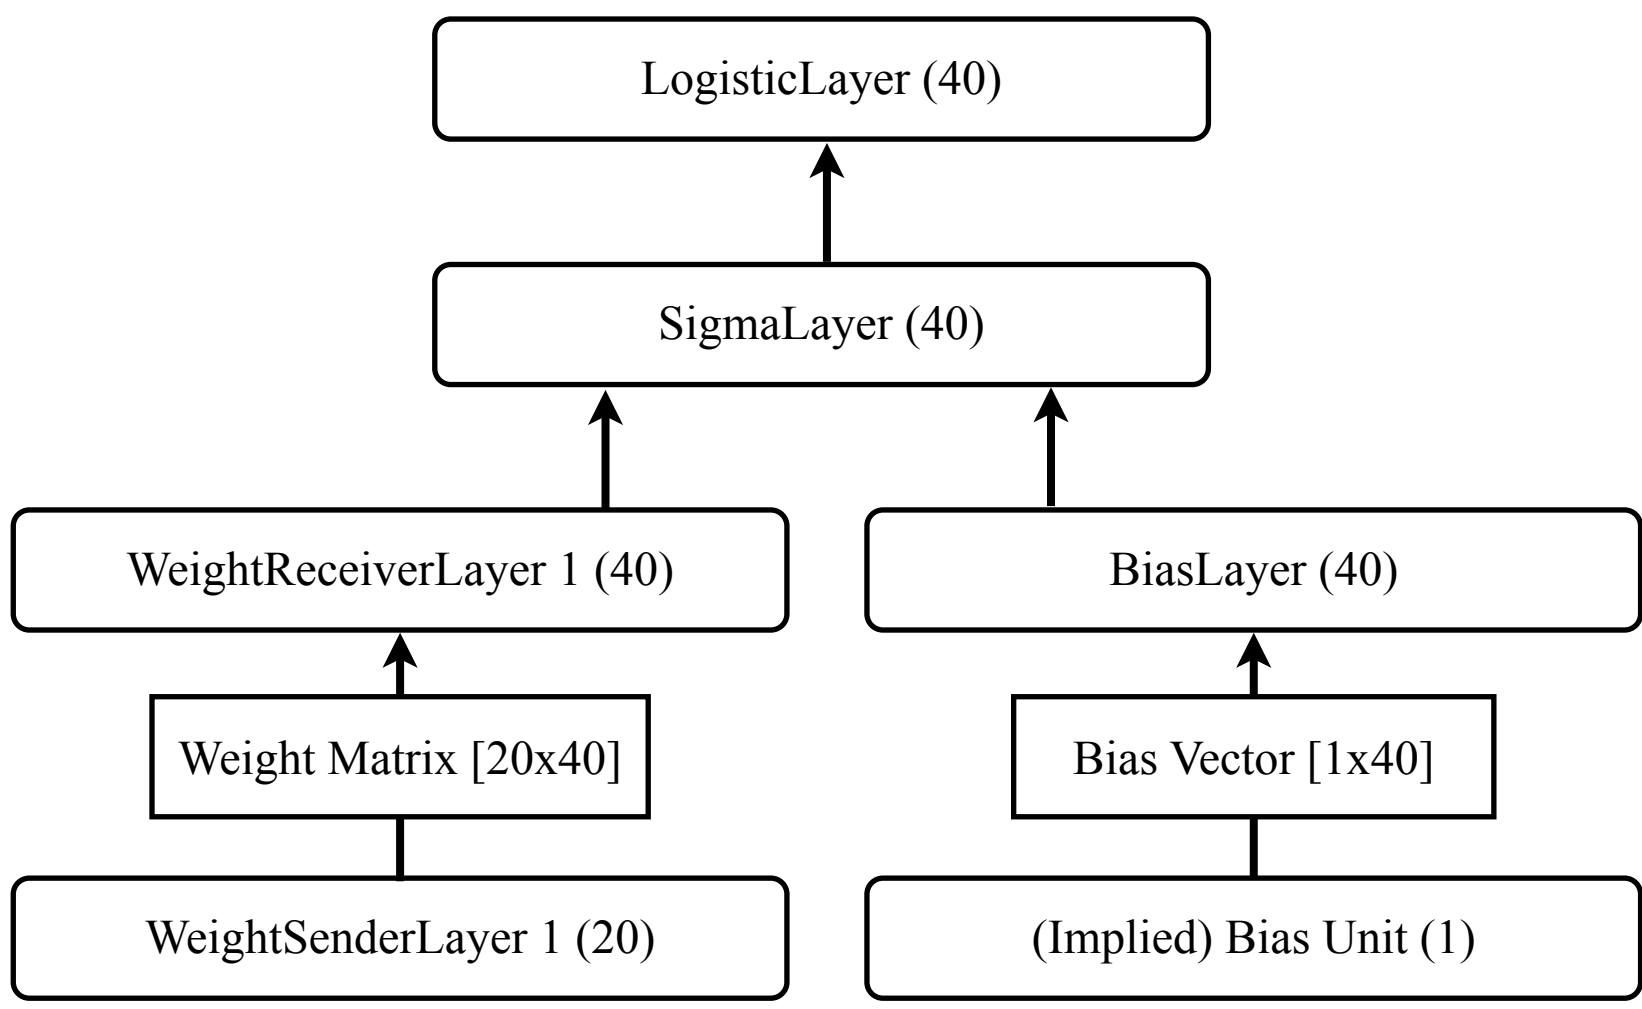 LogisticLayer (40)
SigmaLayer (40)
WeightReceiverLayer 1 (40)
BiasLayer (40)
Weight Matrix [20x40]
Bias Vector [1x40]
WeightSenderLayer 1 (20)
(Implied) Bias Unit (1)